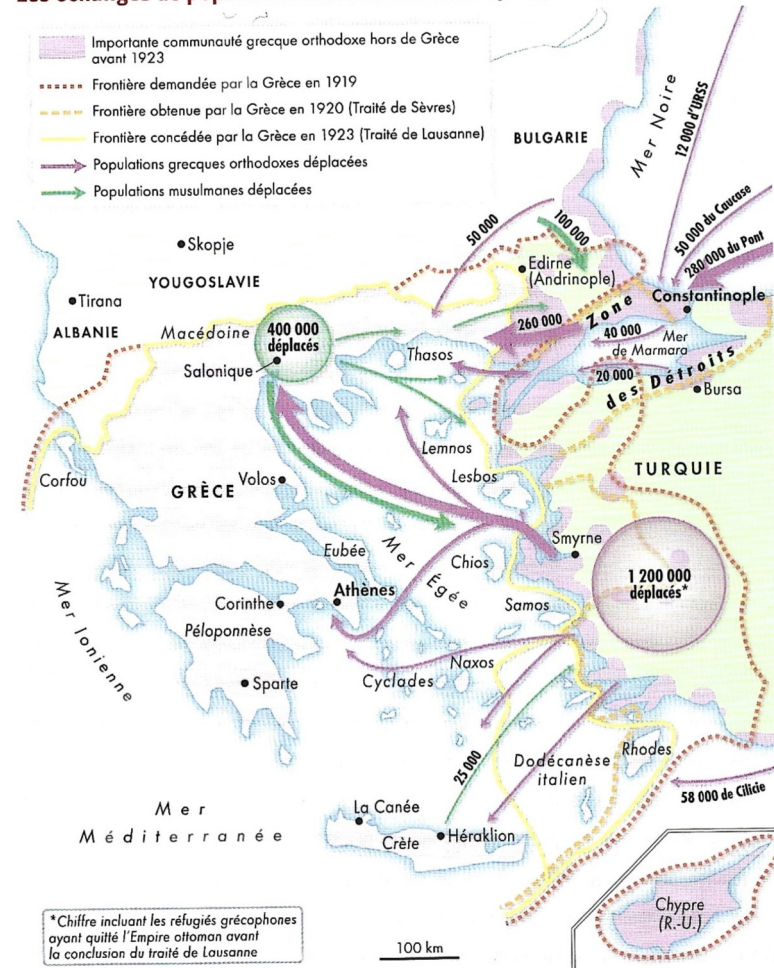 Importante communauté grecque orthodoxe hors de Grèce
avant 1923
Frontière demandée par la Grèce en 1919
Frontière obtenue par la Grèce en 1920 (Traité de Sèvres)
Frontière concédée par la Grèce en 1923 (Traité de Lausanne)
Populations grecques orthodoxes déplacées
Populations musulmanes déplacées
BULGARIE
Mer Noire
12 000 d'URSS
50 000 du Caucase
280 000 du Pont
50 000
100 000
Skopje
YOUGOSLAVIE
Edirne
(Andrinople)
Constantinople
Tirana
ALBANIE
Macédoine
400 000
déplacés
Salonique
Thasos
260 000
Zone
des Détroits
40 000
Mer
de Marmara
20 000
Bursa
Corfou
GRÈCE
Volos
Lemnos
Lesbos
TURQUIE
Mer Égée
Eubée
Chios
Smyrne
1 200 000
déplacés*
Athènes
Corinthe
Péloponnèse
Samos
Mer Ionienne
Sparte
Naxos
Cyclades
25 000
Dodécanèse
italien
Rhodes
58 000 de Cilicie
Mer
Méditerranée
La Canée
Crète
Héraklion
Chypre
(R.-U.)
*Chiffre incluant les réfugiés grécophones
ayant quitté l'Empire ottoman avant
la conclusion du traité de Lausanne
100 km